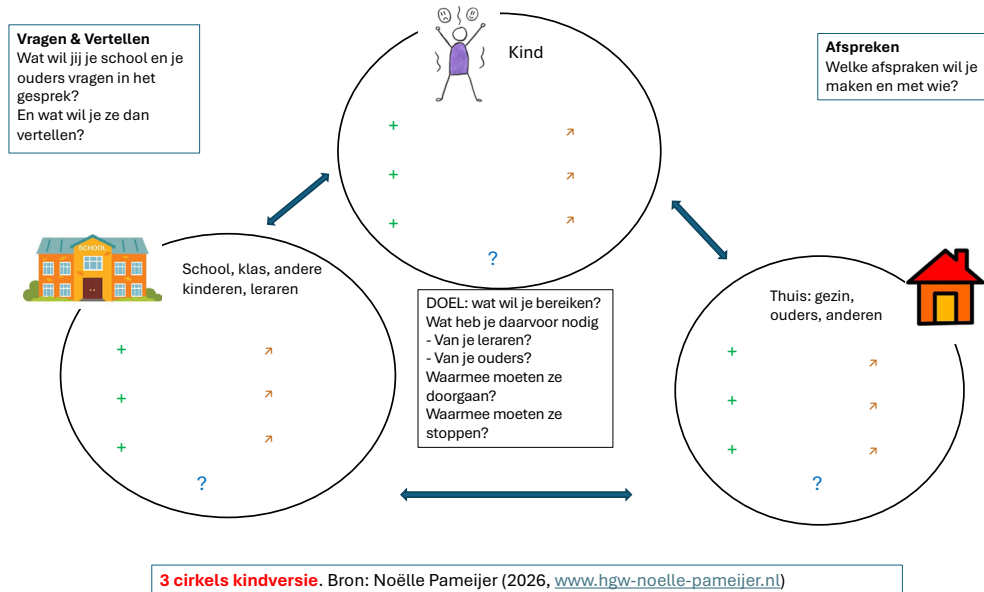 Vragen & Vertellen
Wat wil jij je school en je
ouders vragen in het
gesprek?
En wat wil je ze dan
vertellen?
Kind
Afspreken
Welke afspraken wil je
maken en met wie?
+ ↗
+ ↗
+ ↗
?
SCHOOL
School, klas, andere
kinderen, leraren
+ ↗
+ ↗
+ ↗
?
DOEL: wat wil je bereiken?
Wat heb je daarvoor nodig
- Van je leraren?
- Van je ouders?
Waarmee moeten ze
doorgaan?
Waarmee moeten ze
stoppen?
Thuis: gezin,
ouders, anderen
+ ↗
+ ↗
+ ↗
?
3 cirkels kindversie. Bron: Noëlle Pameijer (2026, www.hgw-noelle-pameijer.nl)